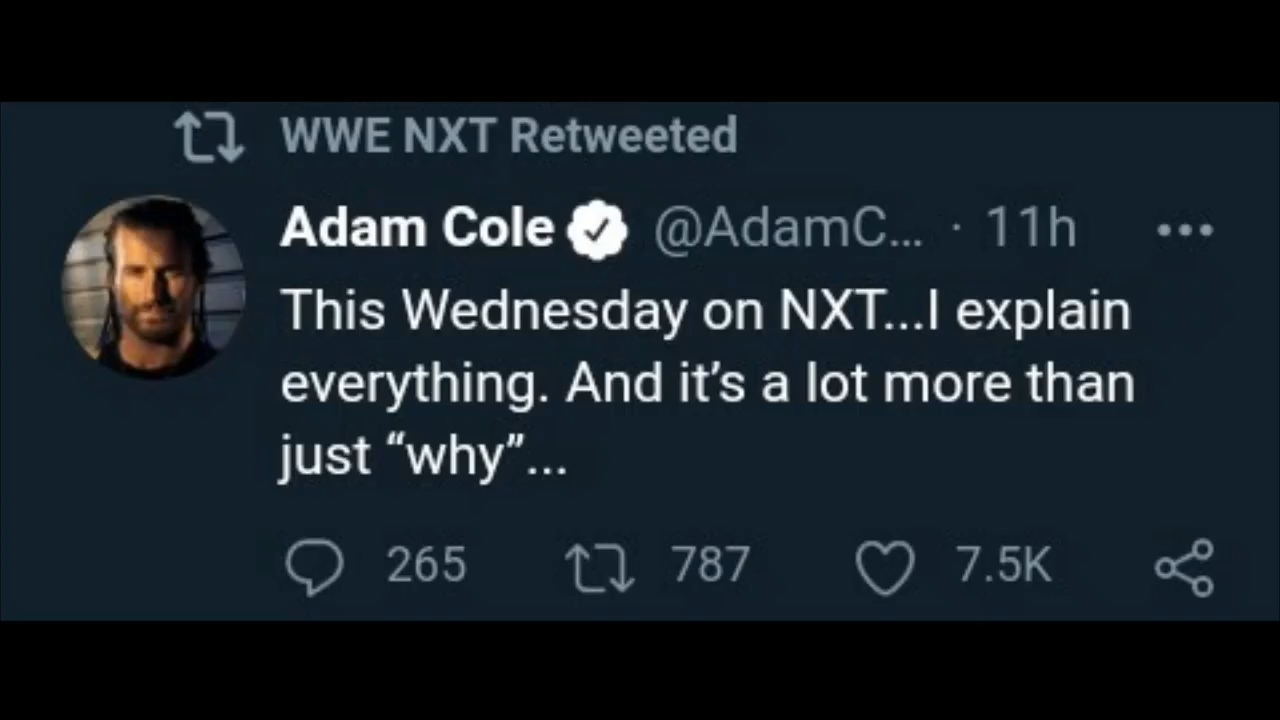 WWE NXT Retweeted
Adam Cole @AdamC... · 11h
This Wednesday on NXT...I explain
everything. And it’s a lot more than
just “why”...
265 787 7.5K